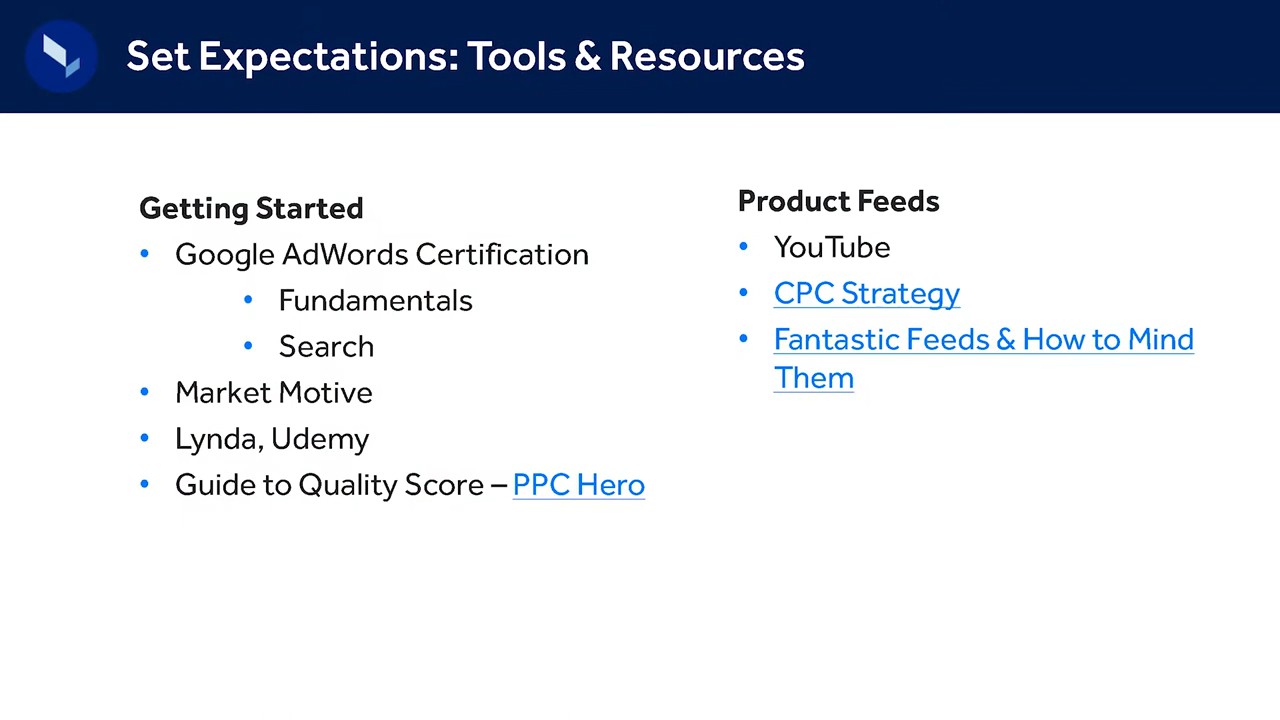 Set Expectations: Tools & Resources
Getting Started
• Google AdWords Certification
• Fundamentals
• Search
• Market Motive
• Lynda, Udemy
• Guide to Quality Score – PPC Hero
Product Feeds
• YouTube
• CPC Strategy
• Fantastic Feeds & How to Mind
Them